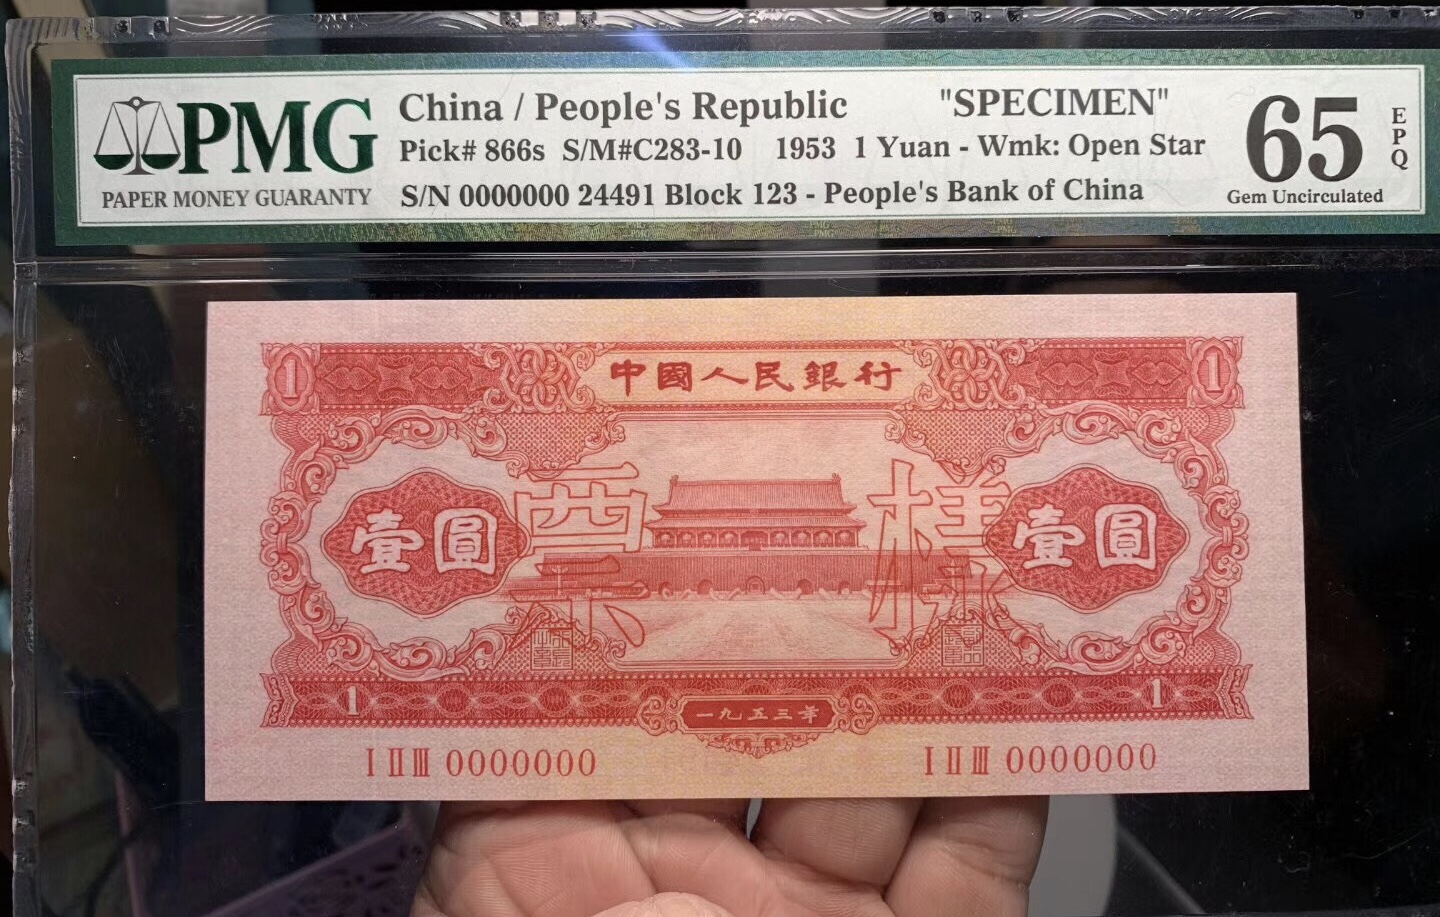 PMG
PAPER MONEY GUARANTY
China / People's Republic "SPECIMEN"
Pick# 866s S/M#C283-10 1953 1 Yuan - Wmk: Open Star
S/N 0000000 24491 Block 123 - People's Bank of China
65 EPQ
Gem Uncirculated
1 中國人民銀行 1
壹圓 票 樣 壹圓
1 一九五三年 1
I II III 0000000 I II III 0000000